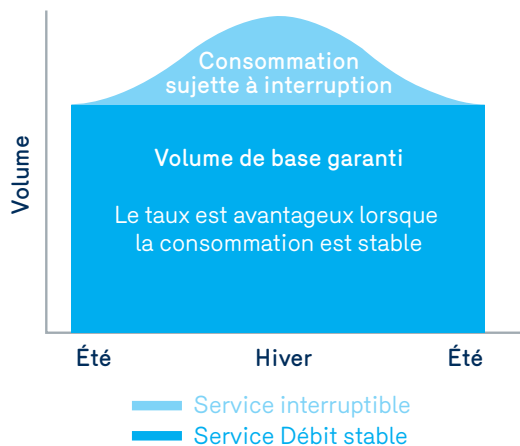 Consommation
sujette à interruption
Volume de base garanti
Le taux est avantageux lorsque
la consommation est stable
Volume
Été
Hiver
Été
Service interruptible
Service Débit stable